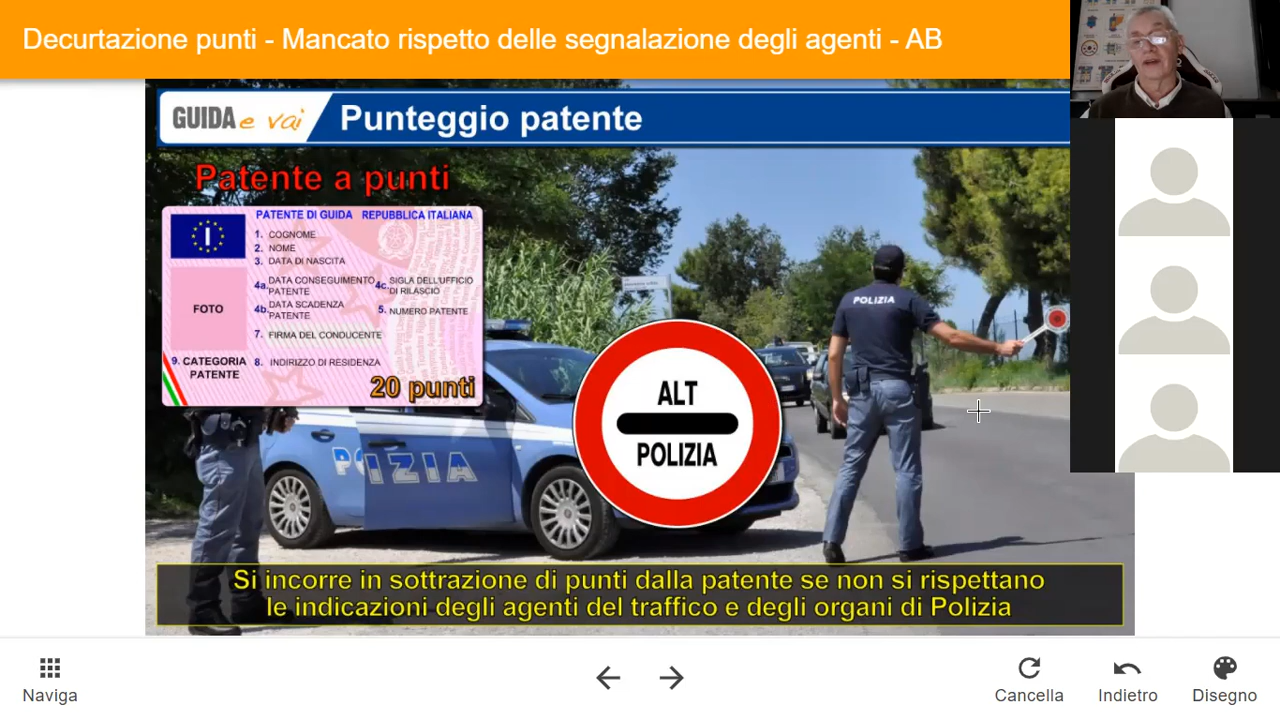 Decurtazione punti - Mancato rispetto delle segnalazione degli agenti - AB
GUIDA e vai
Punteggio patente
Patente a punti
PATENTE DI GUIDA REPUBBLICA ITALIANA
1. COGNOME
2. NOME
3. DATA DI NASCITA
4a. DATA CONSEGUIMENTO PATENTE
4c. SIGLA DELL'UFFICIO DI RILASCIO
4b. DATA SCADENZA PATENTE
5. NUMERO PATENTE
7. FIRMA DEL CONDUCENTE
8. INDIRIZZO DI RESIDENZA
I
FOTO
9. CATEGORIA PATENTE
20 punti
POLIZIA
POLIZIA
ALT
POLIZIA
Si incorre in sottrazione di punti dalla patente se non si rispettano
le indicazioni degli agenti del traffico e degli organi di Polizia
Naviga
Cancella
Indietro
Disegno